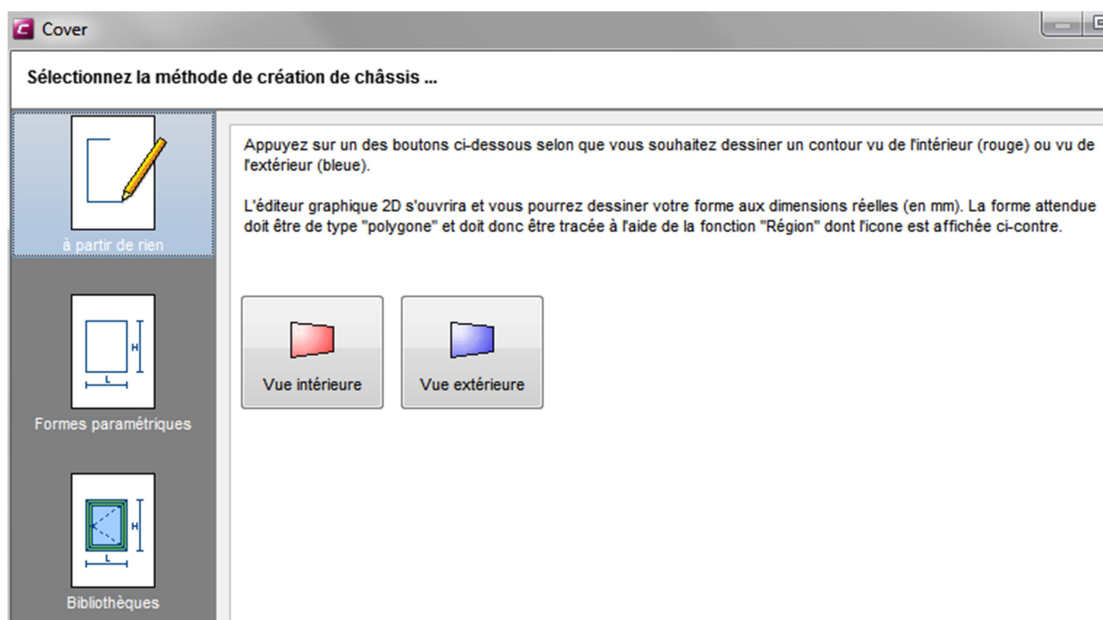 Cover
Sélectionnez la méthode de création de châssis ...
à partir de rien
Formes paramétriques
Bibliothèques
Appuyez sur un des boutons ci-dessous selon que vous souhaitez dessiner un contour vu de l'intérieur (rouge) ou vu de
l'extérieur (bleue).
L'éditeur graphique 2D s'ouvrira et vous pourrez dessiner votre forme aux dimensions réelles (en mm). La forme attendue
doit être de type "polygone" et doit donc être tracée à l'aide de la fonction "Région" dont l'icone est affichée ci-contre.
Vue intérieure
Vue extérieure
H
L
H
L